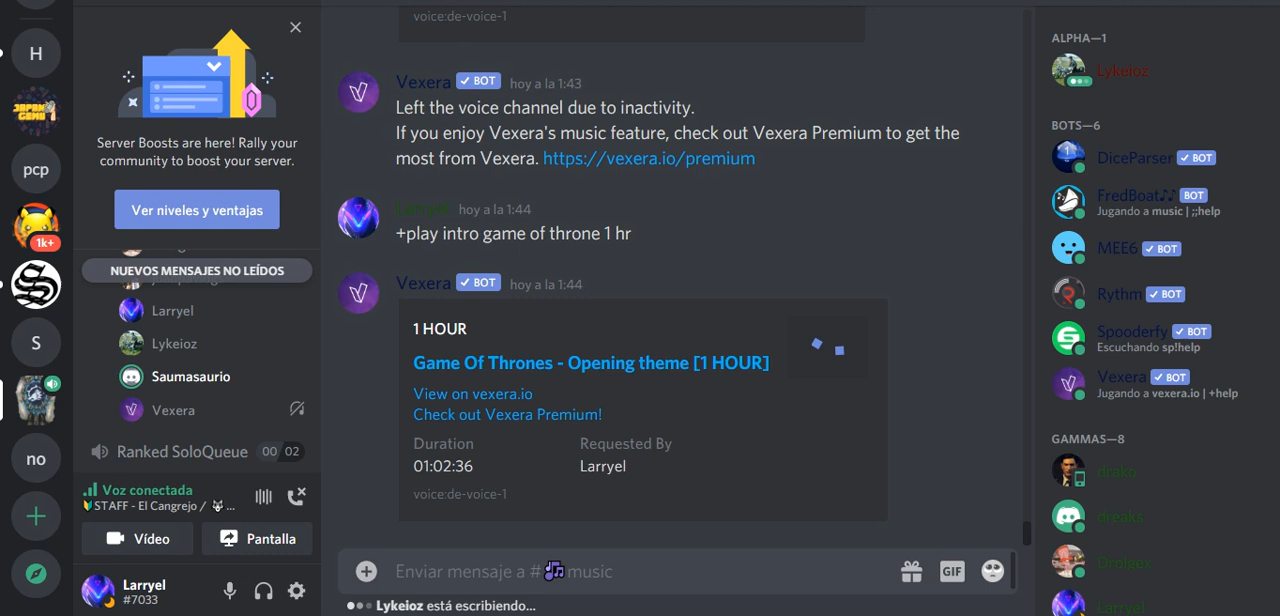 H
JAPAN
pcp
1k+
S
no
Server Boosts are here! Rally your
community to boost your server.
Ver niveles y ventajas
NUEVOS MENSAJES NO LEÍDOS
Larryel
Lykeioz
Saumasaurio
Vexera
Ranked SoloQueue 00 02
Voz conectada
STAFF - El Cangrejo / ...
Vídeo
Pantalla
Larryel
#7033
voice:de-voice-1
Vexera BOT hoy a la 1:43
Left the voice channel due to inactivity.
If you enjoy Vexera's music feature, check out Vexera Premium to get the
most from Vexera. https://vexera.io/premium
Larryel hoy a la 1:44
+play intro game of throne 1 hr
Vexera BOT hoy a la 1:44
1 HOUR
Game Of Thrones - Opening theme [1 HOUR]
View on vexera.io
Check out Vexera Premium!
Duration Requested By
01:02:36 Larryel
voice:de-voice-1
Enviar mensaje a #🎶music
GIF
Lykeioz está escribiendo...
ALPHA—1
Lykeioz
BOTS—6
DiceParser BOT
FredBoat♪♪ BOT
Jugando a music | ;;help
MEE6 BOT
Rythm BOT
Spooderfy BOT
Escuchando sp!help
Vexera BOT
Jugando a vexera.io | +help
GAMMAS—8
drako
greaks
Larryel